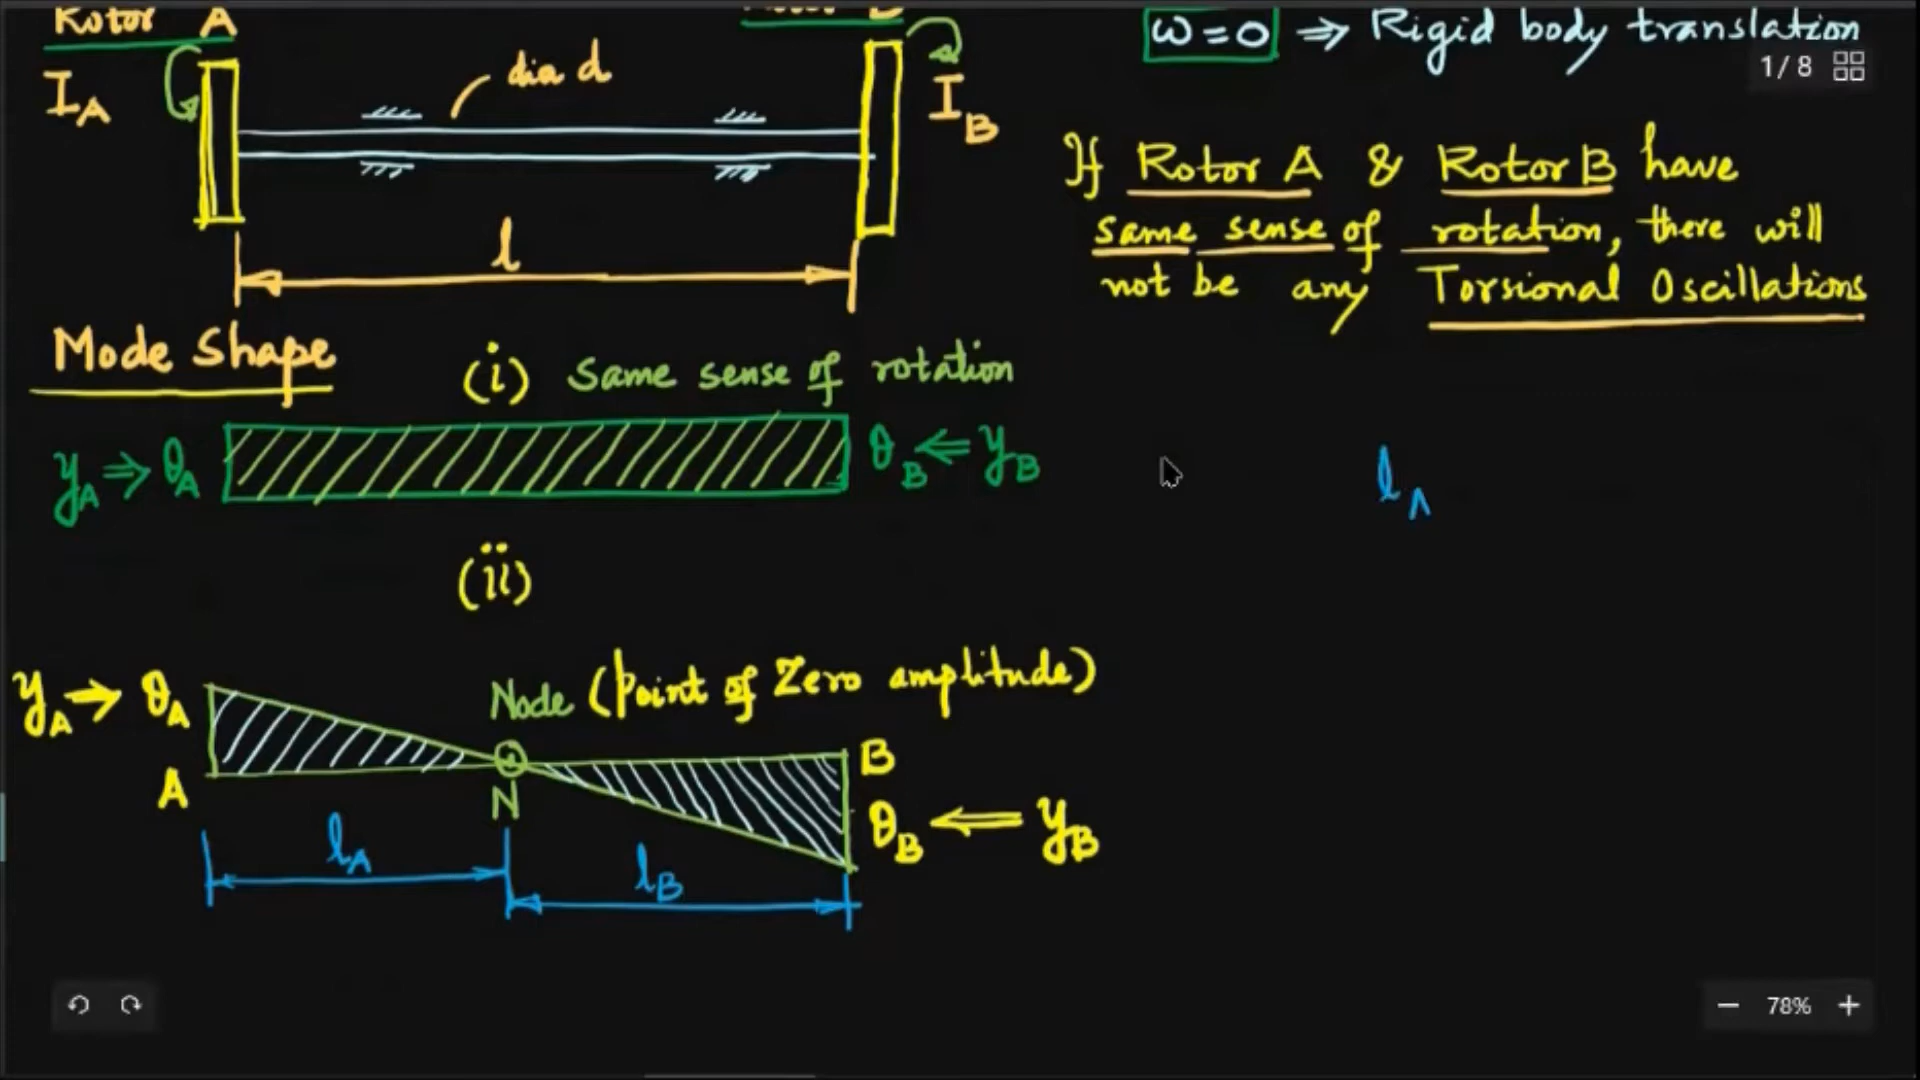 Rotor A
I_A
dia d
I_B
l
ω = 0 ⇒ Rigid body translation
1 / 8
If Rotor A & Rotor B have
same sense of rotation, there will
not be any Torsional Oscillations
Mode Shape
(i) Same sense of rotation
y_A ⇒ θ_A
θ_B ⇐ y_B
l_A
(ii)
y_A → θ_A
Node (Point of Zero amplitude)
A
N
B
θ_B ⇐ y_B
l_A
l_B
78%